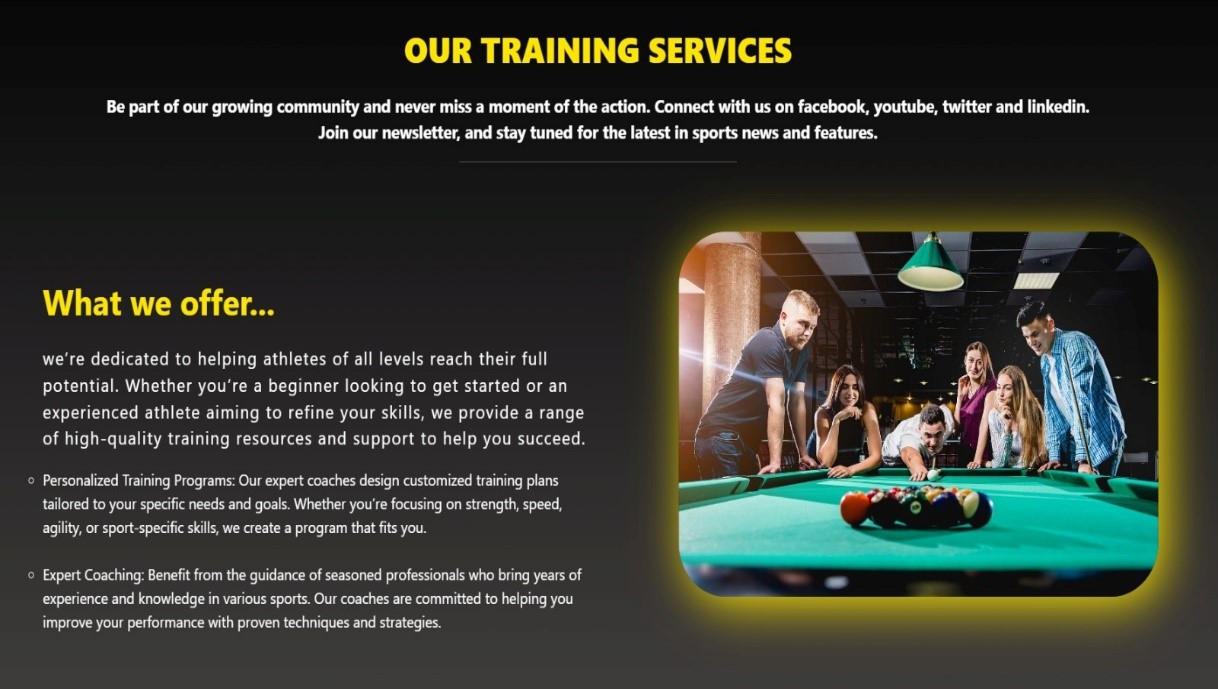 OUR TRAINING SERVICES
Be part of our growing community and never miss a moment of the action. Connect with us on facebook, youtube, twitter and linkedin.
Join our newsletter, and stay tuned for the latest in sports news and features.
What we offer...
we're dedicated to helping athletes of all levels reach their full
potential. Whether you're a beginner looking to get started or an
experienced athlete aiming to refine your skills, we provide a range
of high-quality training resources and support to help you succeed.
Personalized Training Programs: Our expert coaches design customized training plans
tailored to your specific needs and goals. Whether you're focusing on strength, speed,
agility, or sport-specific skills, we create a program that fits you.
Expert Coaching: Benefit from the guidance of seasoned professionals who bring years of
experience and knowledge in various sports. Our coaches are committed to helping you
improve your performance with proven techniques and strategies.